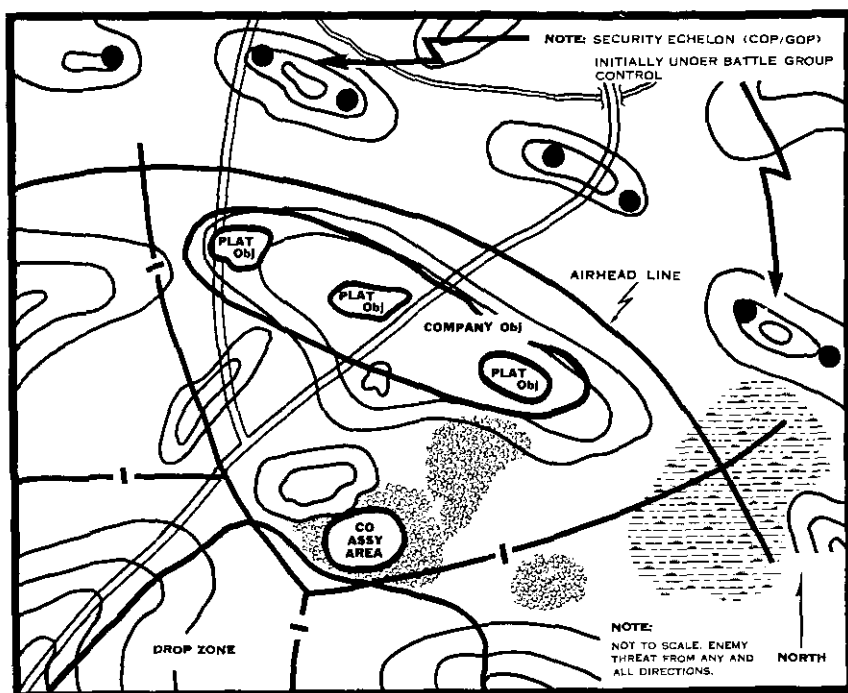 NOTE: SECURITY ECHELON (COP/GOP)
INITIALLY UNDER BATTLE GROUP
CONTROL
PLAT
Obj
PLAT
Obj
AIRHEAD LINE
COMPANY Obj
PLAT
Obj
CO
ASSY
AREA
DROP ZONE
NOTE:
NOT TO SCALE. ENEMY
THREAT FROM ANY AND
ALL DIRECTIONS.
NORTH